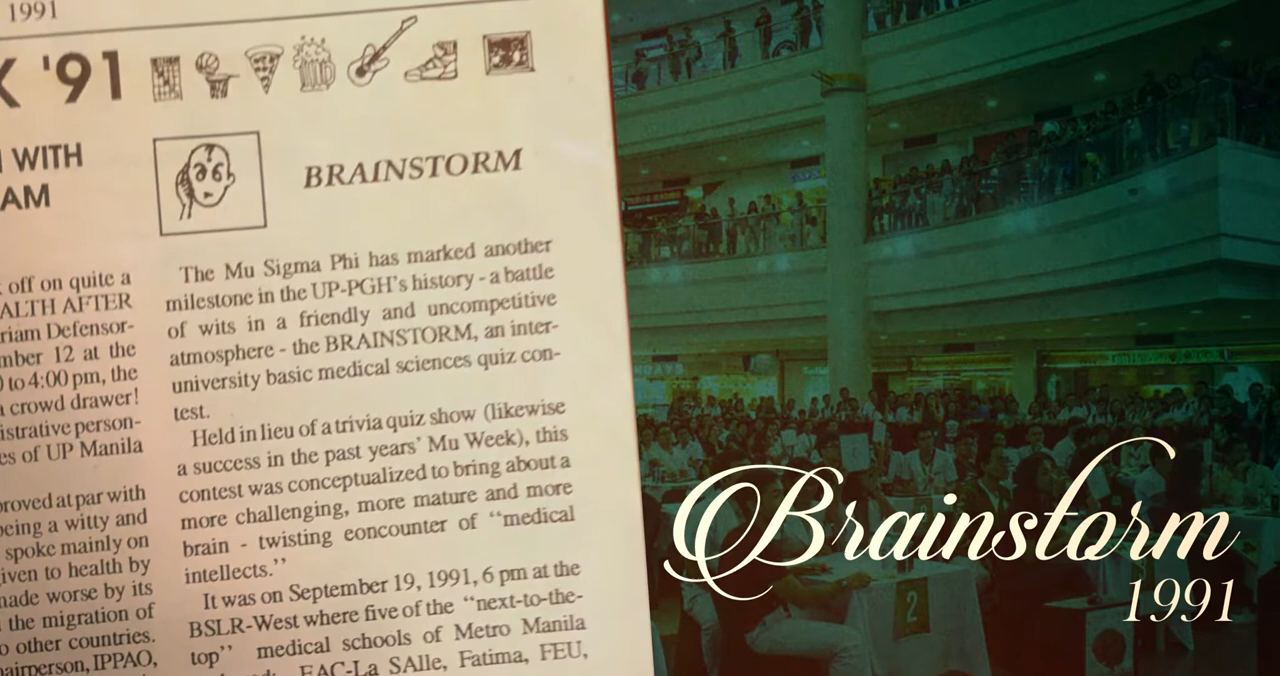 1991
'91
WITH
AM
off on quite a
ALTH AFTER
riam Defensor-
mber 12 at the
to 4:00 pm, the
crowd drawer!
istrative person-
es of UP Manila
proved at par with
being a witty and
spoke mainly on
given to health by
made worse by its
the migration of
o other countries.
hairperson, IPPAO,
BRAINSTORM
The Mu Sigma Phi has marked another
milestone in the UP-PGH's history - a battle
of wits in a friendly and uncompetitive
atmosphere - the BRAINSTORM, an inter-
university basic medical sciences quiz con-
test.
Held in lieu of a trivia quiz show (likewise
a success in the past years' Mu Week), this
contest was conceptualized to bring about a
more challenging, more mature and more
brain - twisting eoncounter of “medical
intellects.’’
It was on September 19, 1991, 6 pm at the
BSLR-West where five of the “next-to-the-
top’’ medical schools of Metro Manila
EAC-La SAlle, Fatima, FEU,
2
Brainstorm
1991